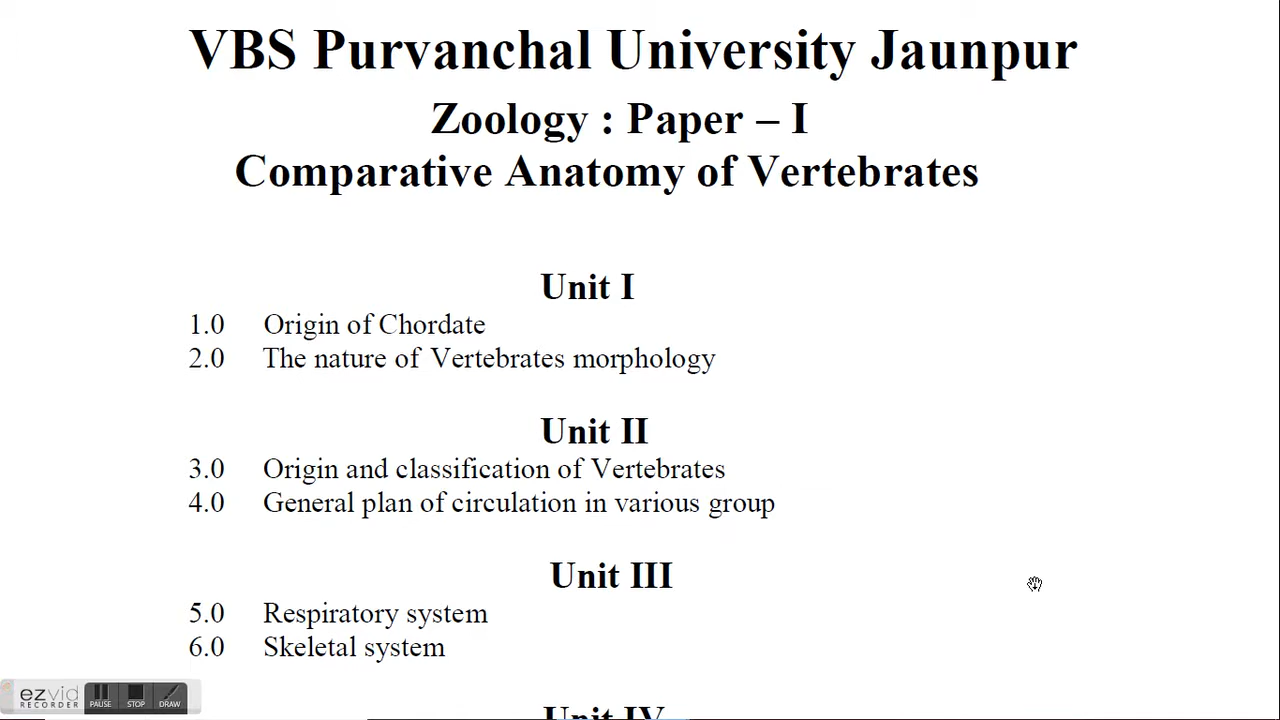 VBS Purvanchal University Jaunpur
Zoology : Paper – I
Comparative Anatomy of Vertebrates
Unit I
1.0 Origin of Chordate
2.0 The nature of Vertebrates morphology
Unit II
3.0 Origin and classification of Vertebrates
4.0 General plan of circulation in various group
Unit III
5.0 Respiratory system
6.0 Skeletal system
Unit IV
ezvid
RECORDER
PAUSE STOP DRAW